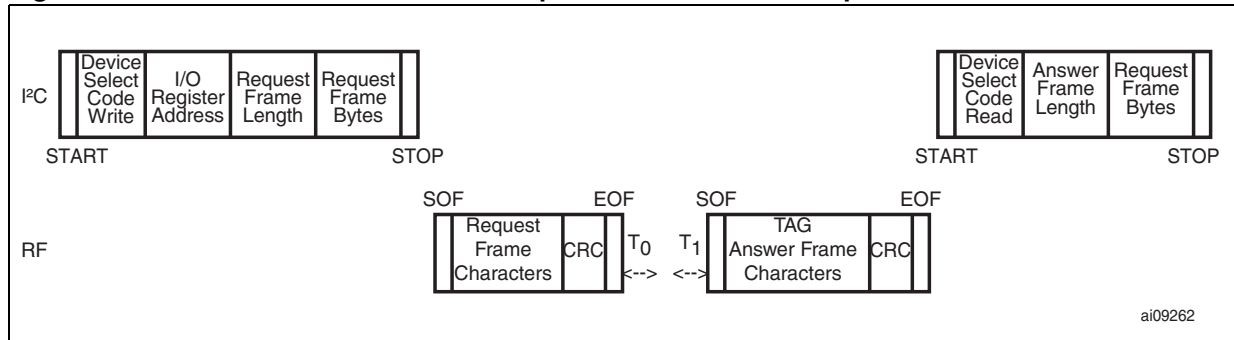 I²C
Device
Select
Code
Write
I/O
Register
Address
Request
Frame
Length
Request
Frame
Bytes
Device
Select
Code
Read
Answer
Frame
Length
Request
Frame
Bytes
START
STOP
START
STOP
SOF
EOF
SOF
EOF
RF
Request
Frame
Characters
CRC
T0
<-->
T1
<-->
TAG
Answer Frame
Characters
CRC
ai09262